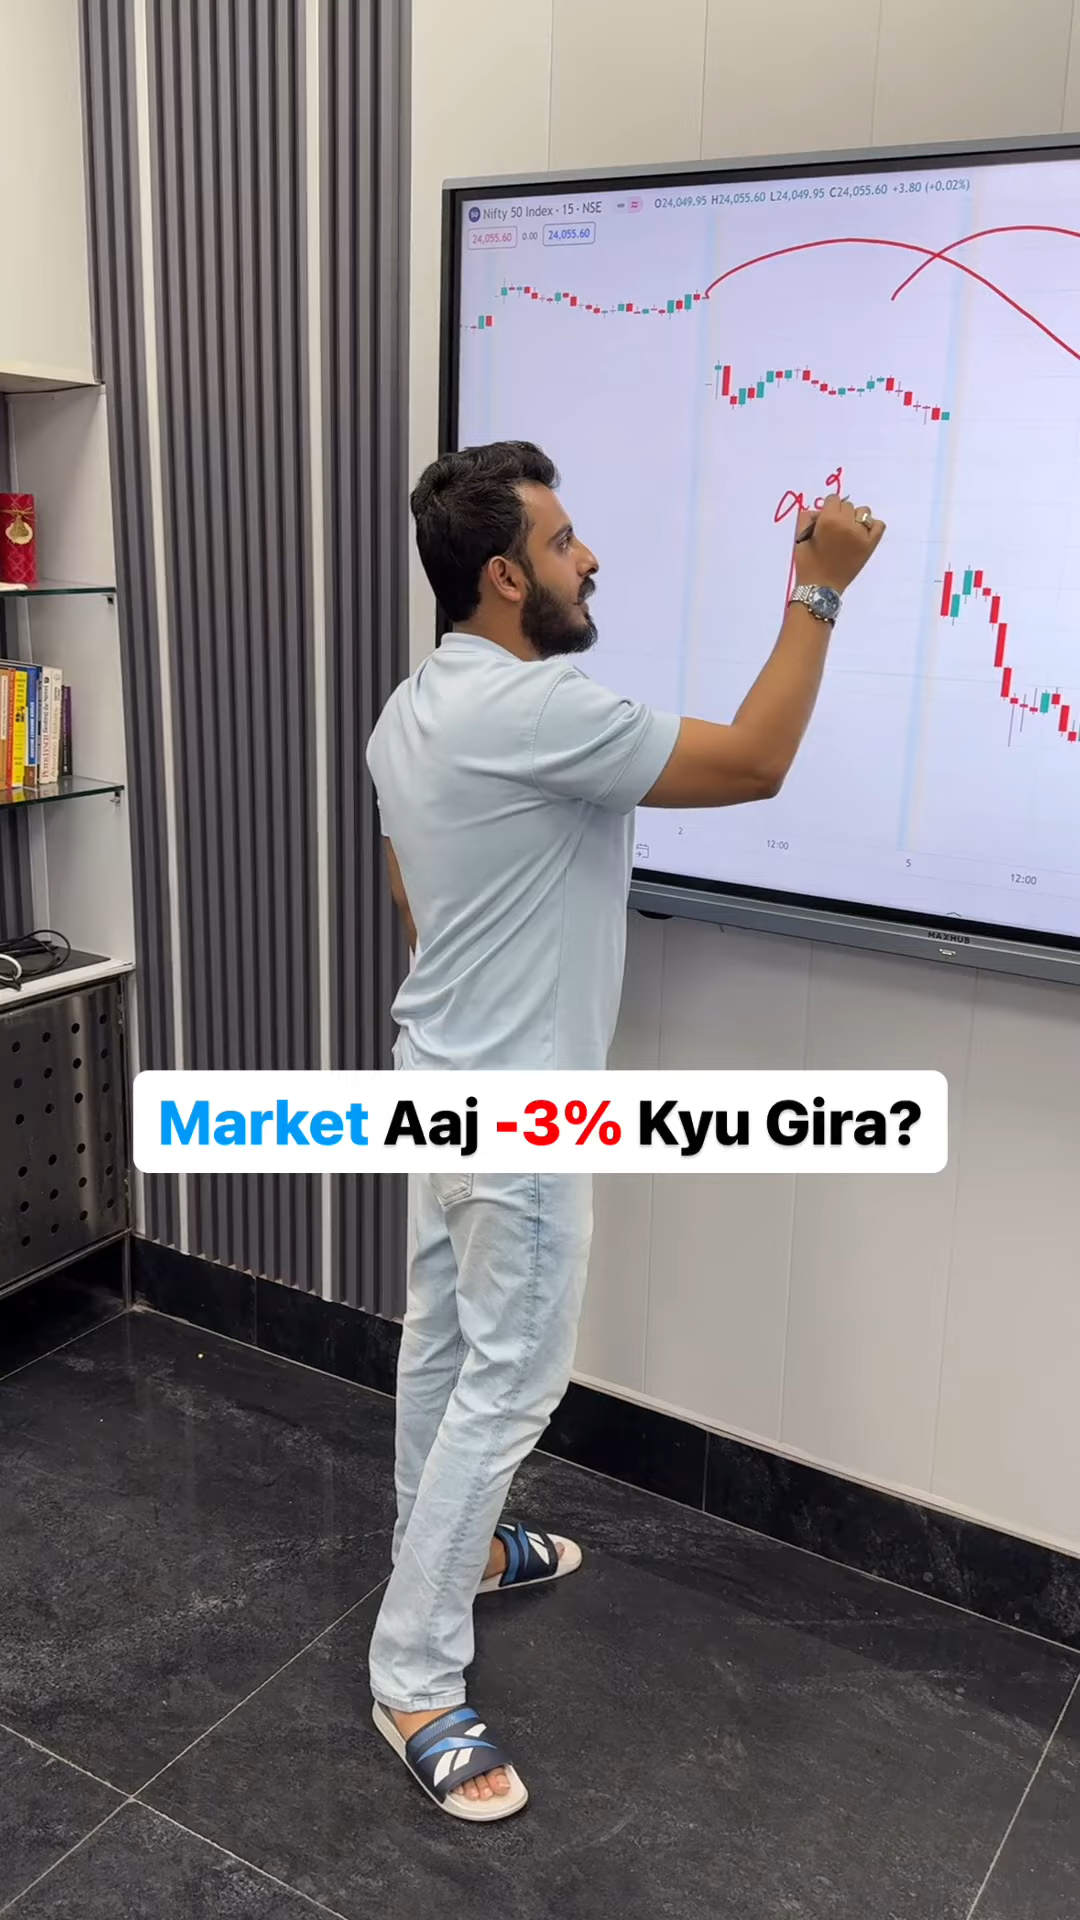 Nifty 50 Index · 15 · NSE
O24,049.95 H24,055.60 L24,049.95 C24,055.60 +3.80 (+0.02%)
24,055.60 0.00 24,055.60
2
12:00
5
12:00
MAXHUB
Market Aaj -3% Kyu Gira?